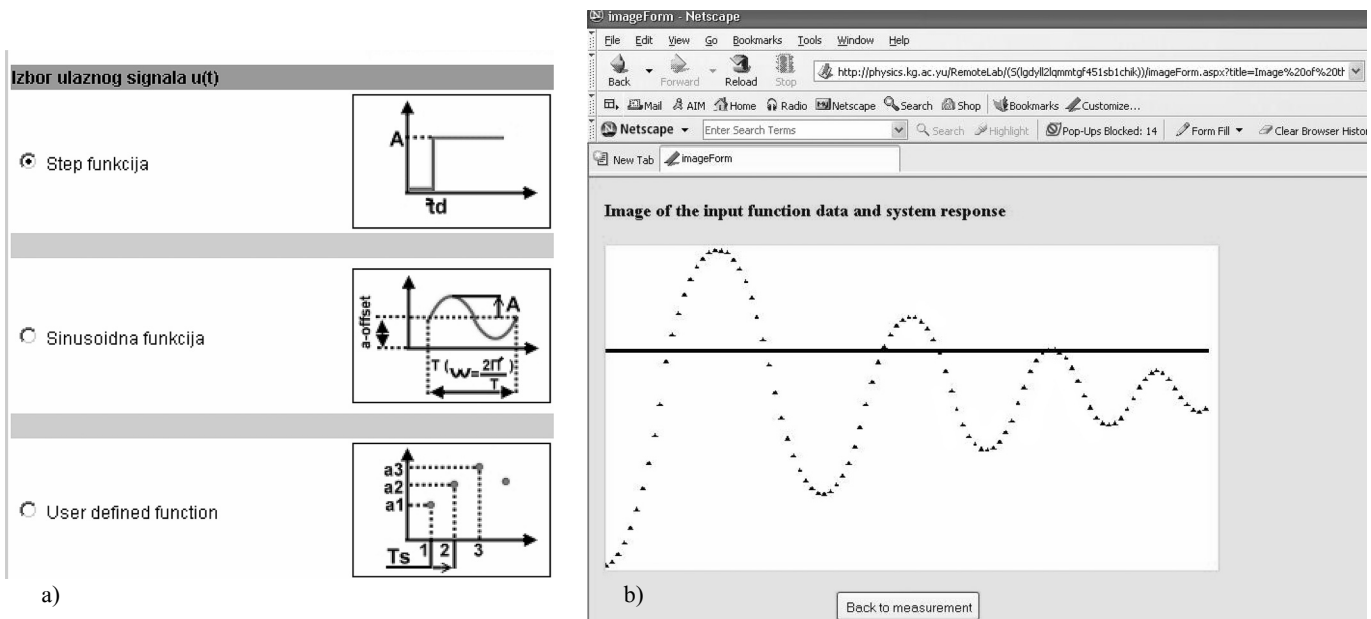 Izbor ulaznog signala u(t)
A
td
Step funkcija
a-offset
A
T (W=2Π/T)
Sinusoidna funkcija
a3
a2
a1
Ts 1 2 3
User defined function
a)
imageForm - Netscape
File Edit View Go Bookmarks Tools Window Help
Back Forward Reload Stop http://physics.kg.ac.yu/RemoteLab/(S(lgdyll2lqmmtgf451sb1chik))/imageForm.aspx?title=Image%20of%20th
Mail AIM Home Radio Netscape Search Shop Bookmarks Customize...
Netscape Enter Search Terms Search Highlight Pop-Ups Blocked: 14 Form Fill Clear Browser Histor
New Tab imageForm
Image of the input function data and system response
Back to measurement
b)